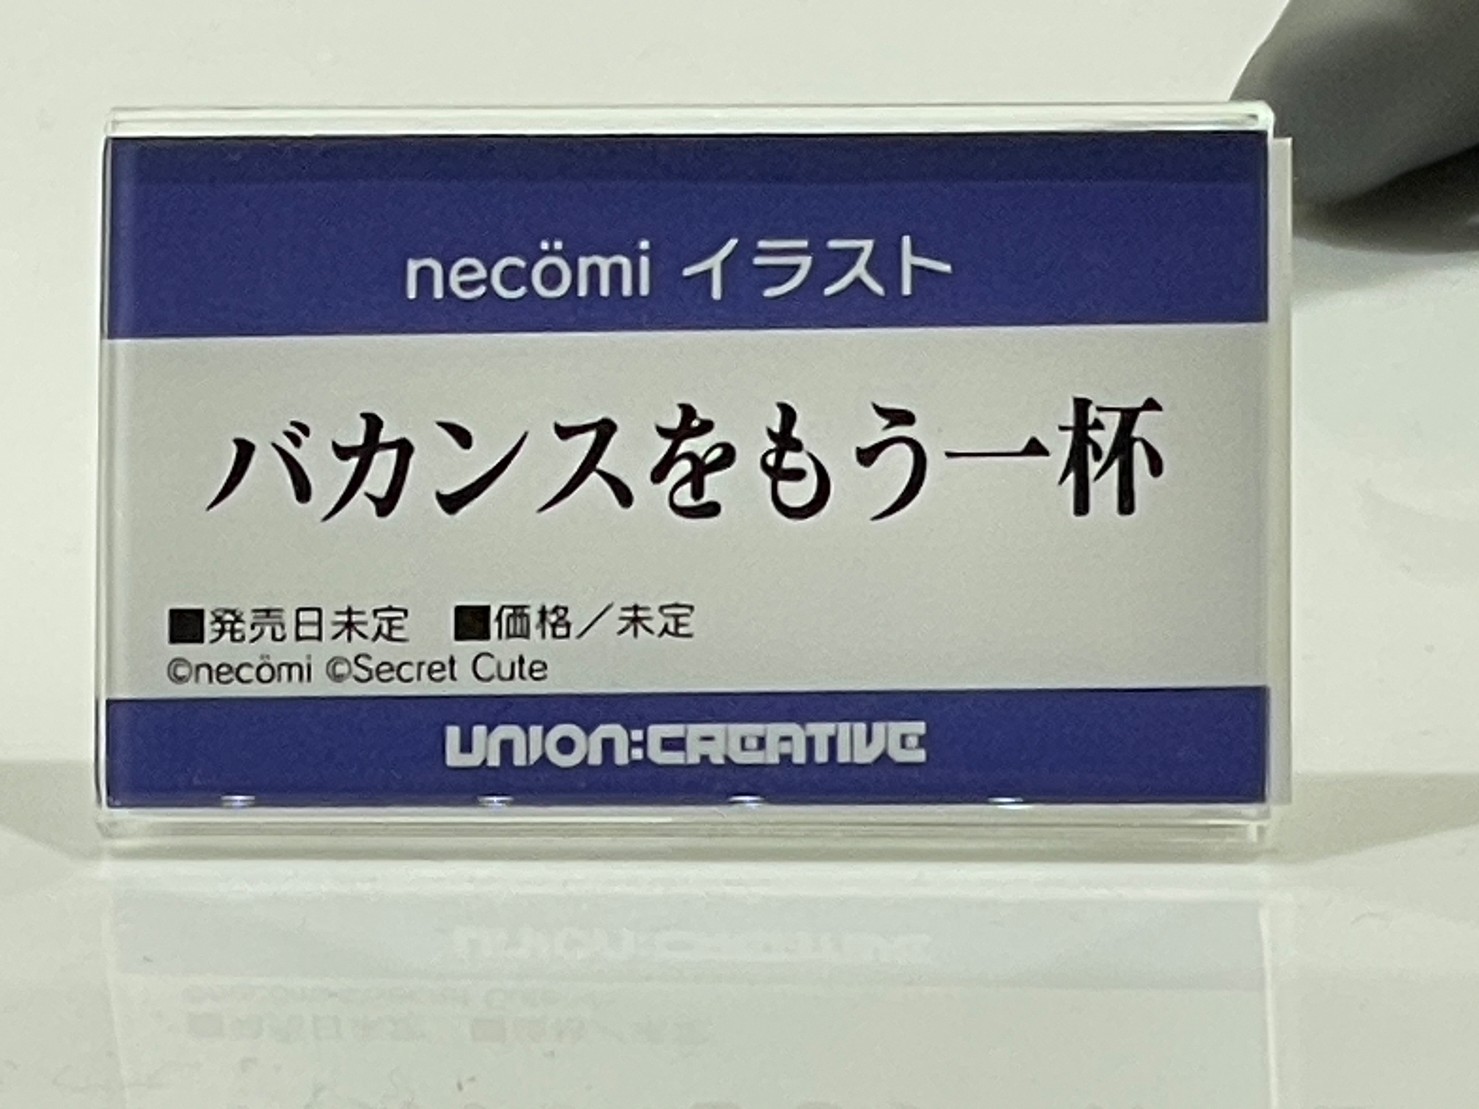 necömi イラスト
バカンスをもう一杯
■発売日未定　■価格／未定
©necömi ©Secret Cute
UNION:CREATIVE